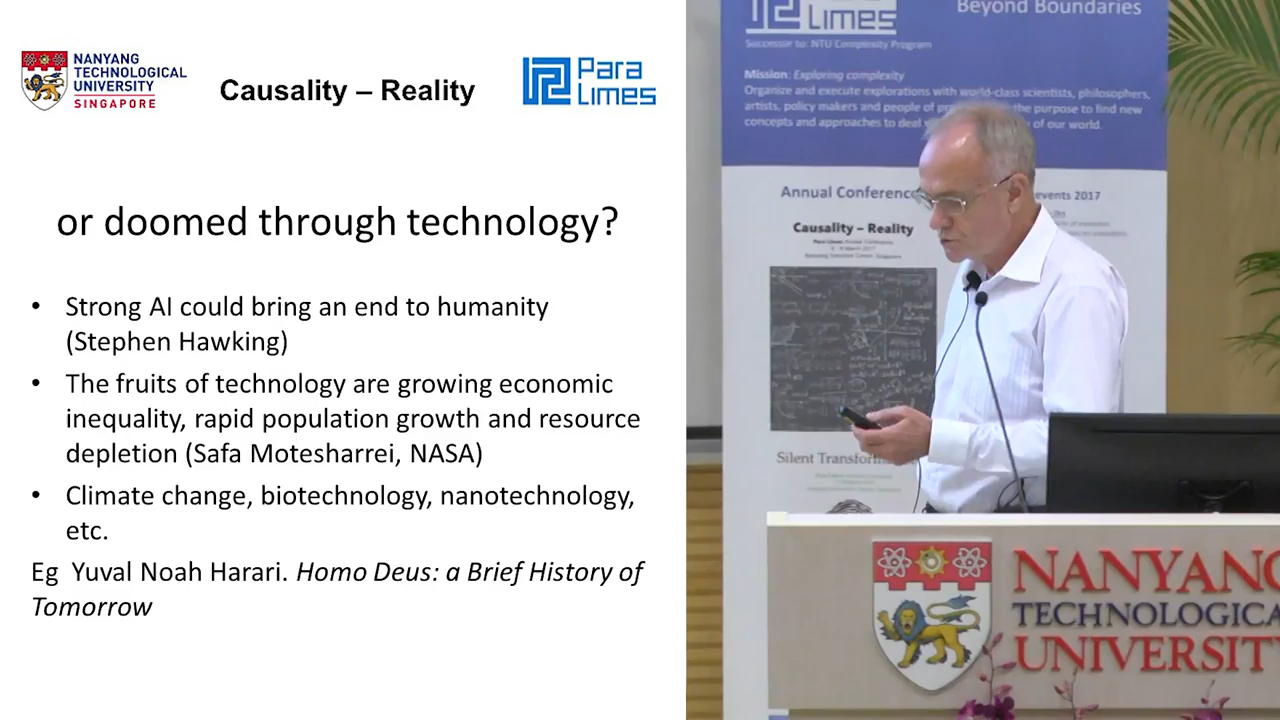 NANYANG
TECHNOLOGICAL
UNIVERSITY
SINGAPORE
Causality – Reality
Para
Limes
or doomed through technology?
• Strong AI could bring an end to humanity
(Stephen Hawking)
• The fruits of technology are growing economic
inequality, rapid population growth and resource
depletion (Safa Motesharrei, NASA)
• Climate change, biotechnology, nanotechnology,
etc.
Eg Yuval Noah Harari. Homo Deus: a Brief History of
Tomorrow
Limes
Beyond Boundaries
Successor to: NTU Complexity Program
Mission: Exploring complexity
Organize and execute explorations with world-class scientists, philosophers,
artists, policy makers and people of the purpose to find new
concepts and approaches to of our world.
Annual Conference events 2017
Causality – Reality
Silent
NANYANG
TECHNOLOGICA
UNIVERSIT